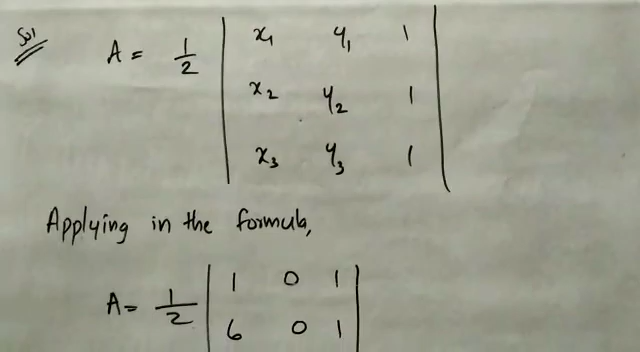 Sol
A = 1/2 | x₁ y₁ 1 |
| x₂ y₂ 1 |
| x₃ y₃ 1 |
Applying in the formula,
A = 1/2 | 1 0 1 |
| 6 0 1 |